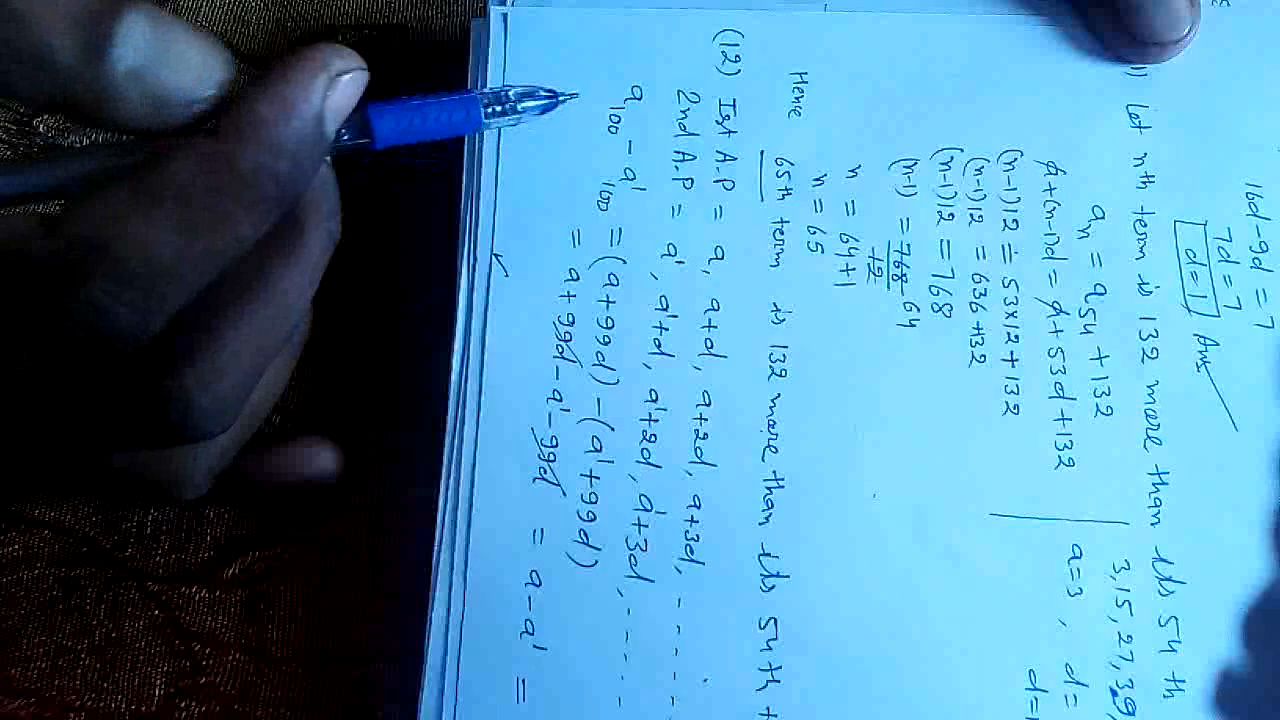 16d-9d = 7
7d = 7
d = 1 Ans
1) Let nth term is 132 more than its 54 th
3, 15, 27, 39,
aₙ = a₅₄ + 132
a = 3 , d =
a + (n-1)d = a + 53d + 132
d =
(n-1)12 = 53×12 + 132
(n-1)12 = 636 + 132
(n-1)12 = 768
(n-1) = 768/12 64
n = 64+1
n = 65
Hence 65th term is 132 more than its 54th
(12) Ist A.P = a, a+d, a+2d, a+3d, - - - - -
2nd A.P = a', a'+d, a'+2d, a'+3d, - - - - -
a₁₀₀ - a'₁₀₀ = (a+99d) - (a'+99d)
= a + 99d - a' - 99d = a - a' =